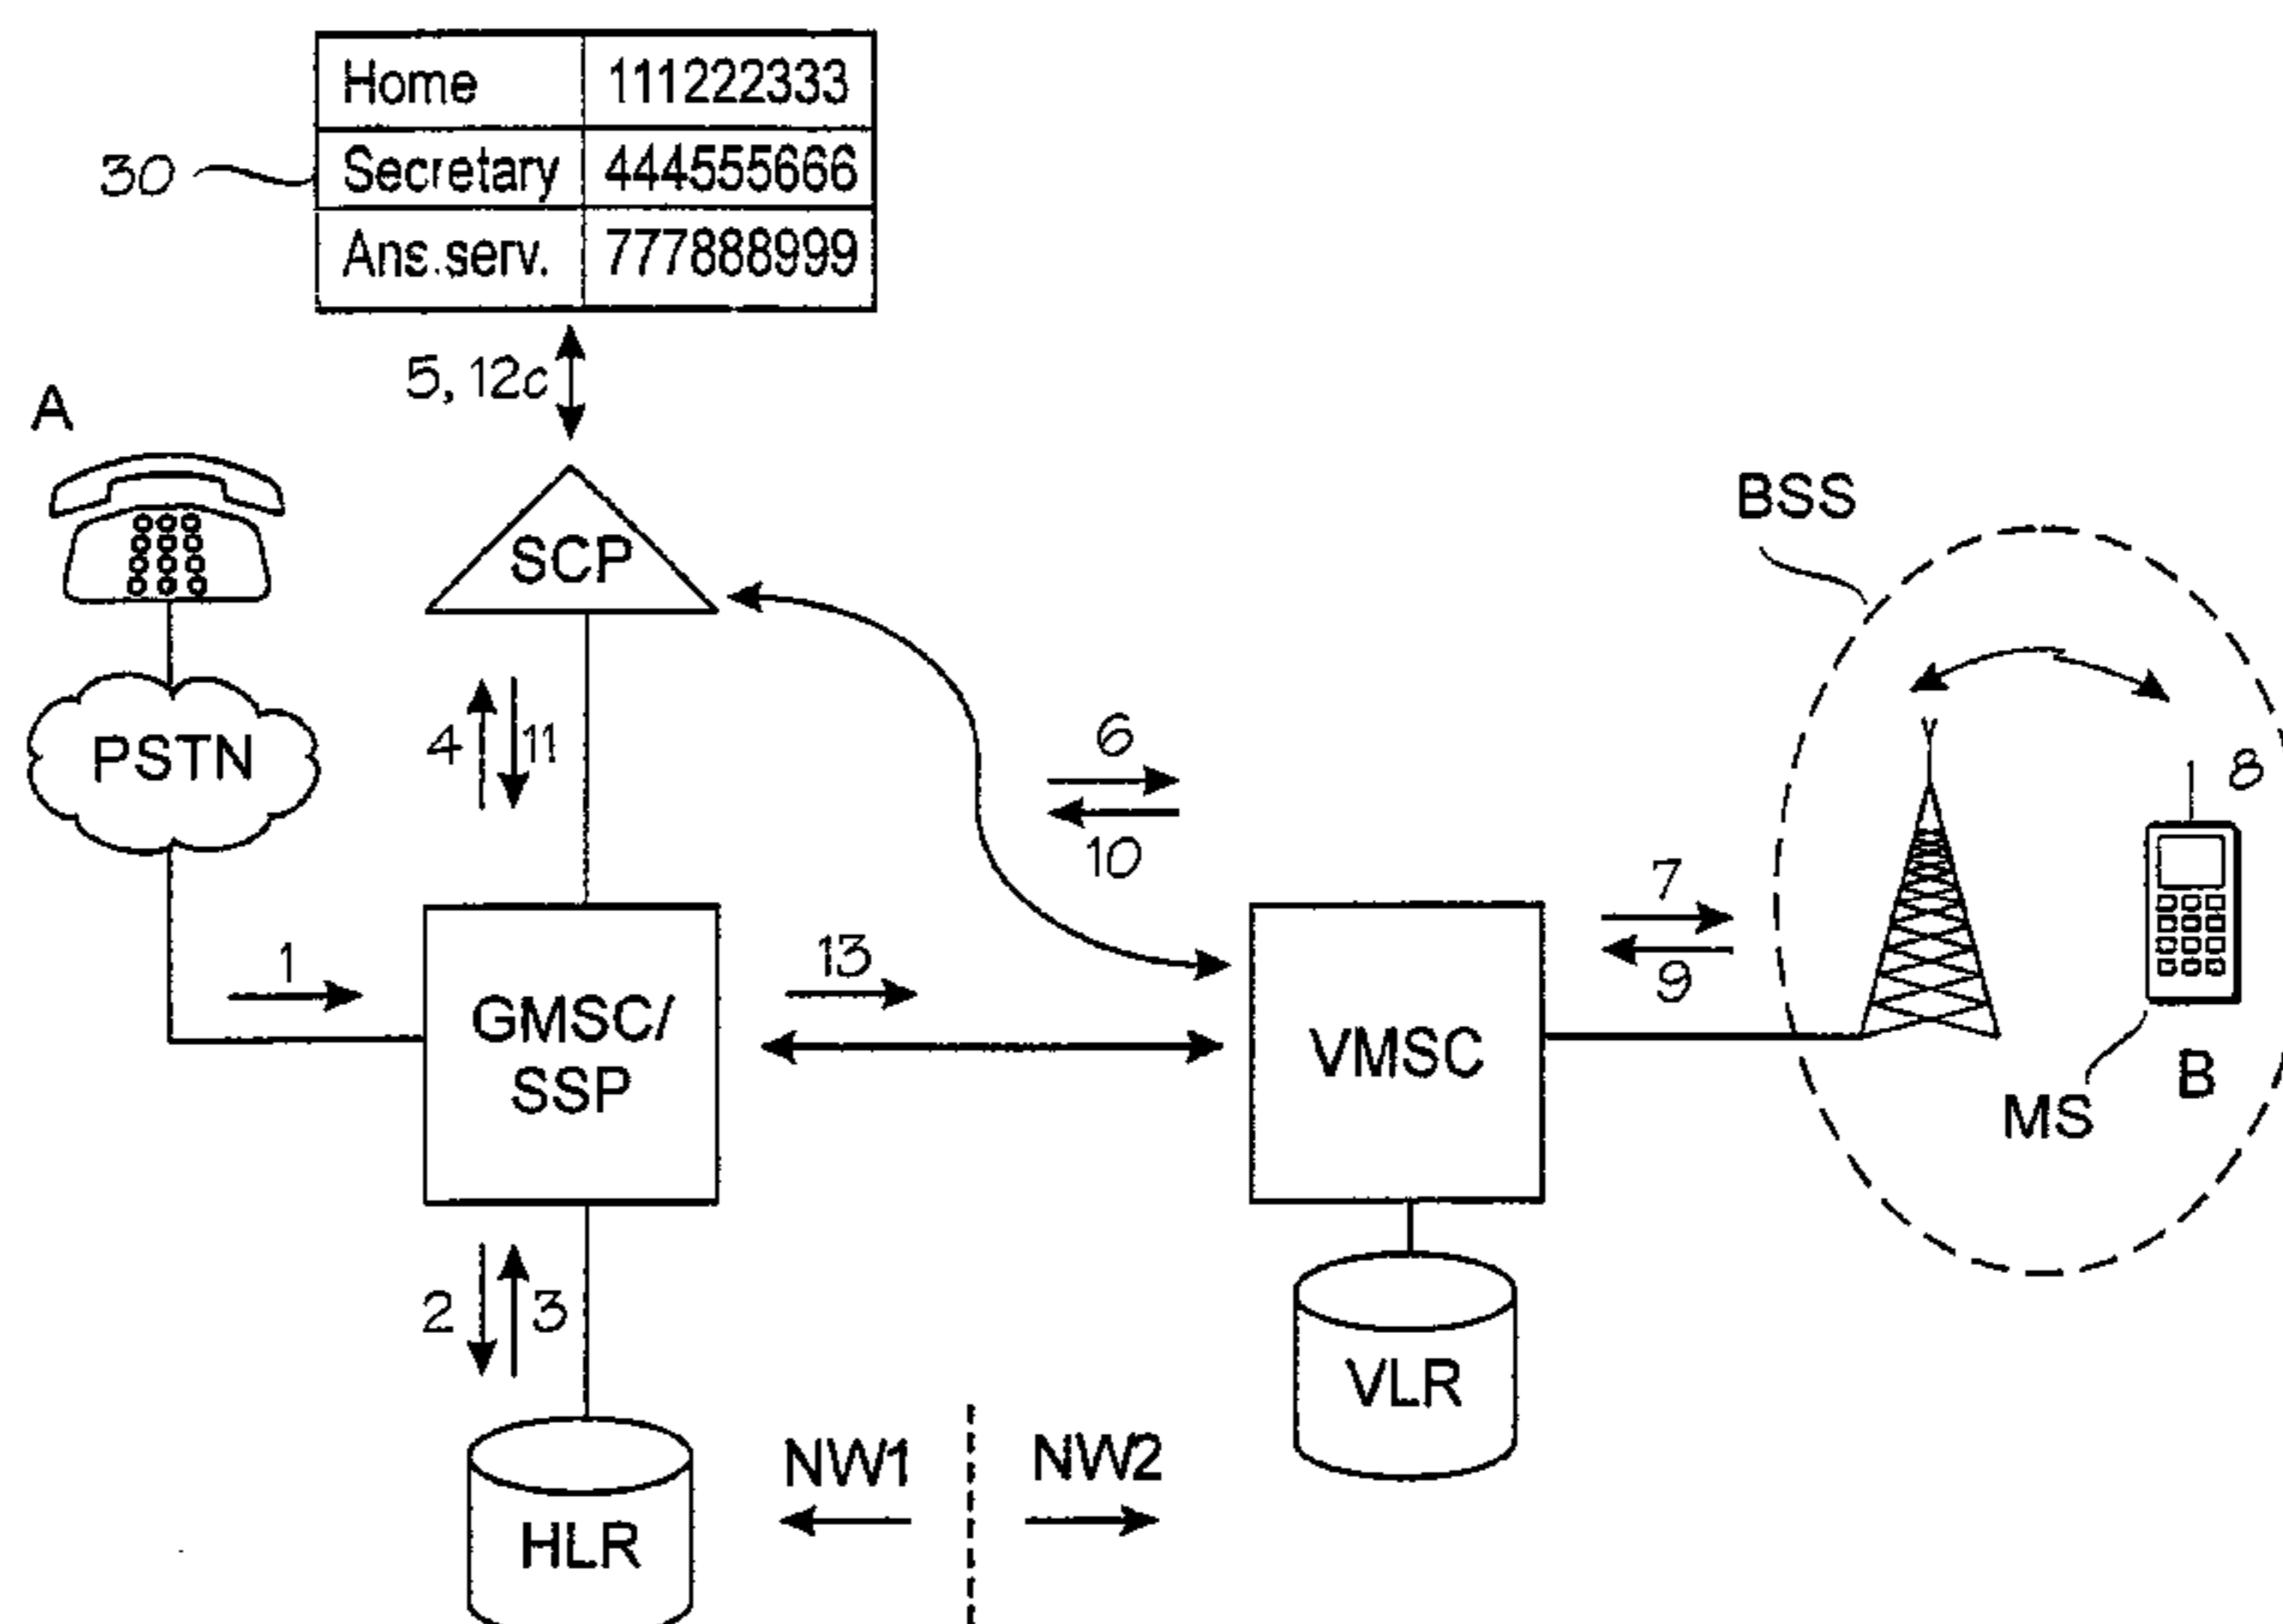 Home 111222333
30 Secretary 444555666
Ans.serv. 777888999
5, 12c
A
BSS
SCP
PSTN
4 11
6
10
8
7
9
1
13
GMSC/
SSP
VMSC
B
MS
2 3
VLR
NW1 NW2
HLR